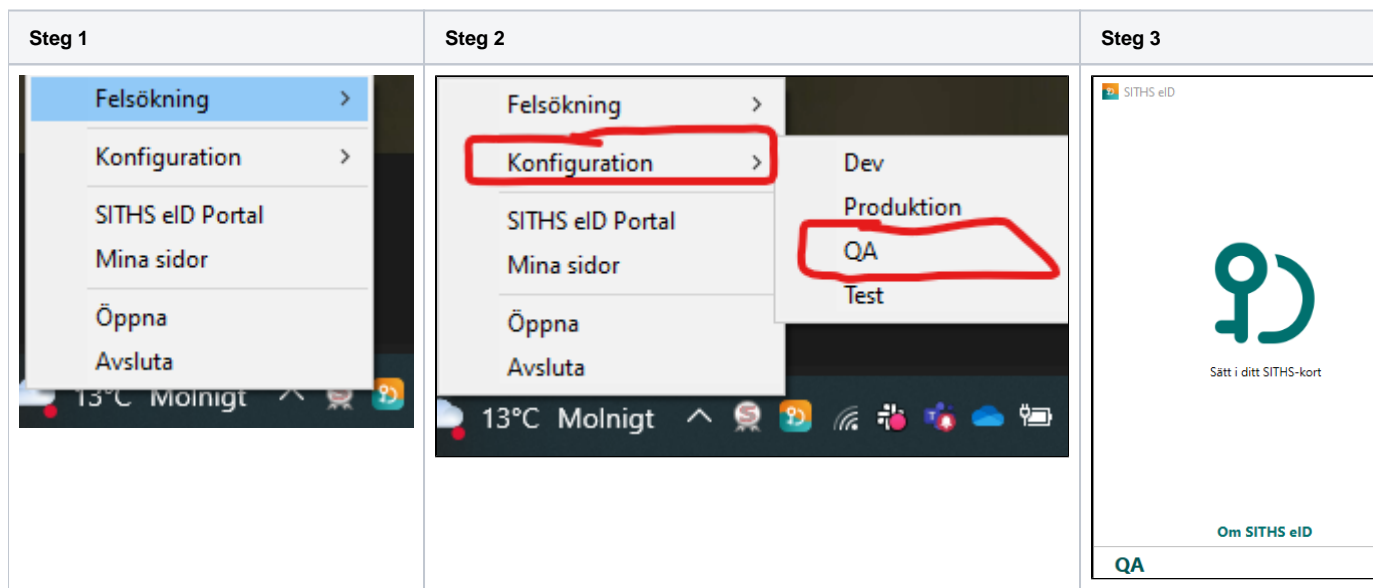 Steg 1
Steg 2
Steg 3
Felsökning
Konfiguration
SITHS eID Portal
Mina sidor
Öppna
Avsluta
13°C Molnigt
Felsökning
Konfiguration
SITHS eID Portal
Mina sidor
Öppna
Avsluta
Dev
Produktion
QA
Test
13°C Molnigt
SITHS eID
Sätt i ditt SITHS-kort
Om SITHS eID
QA